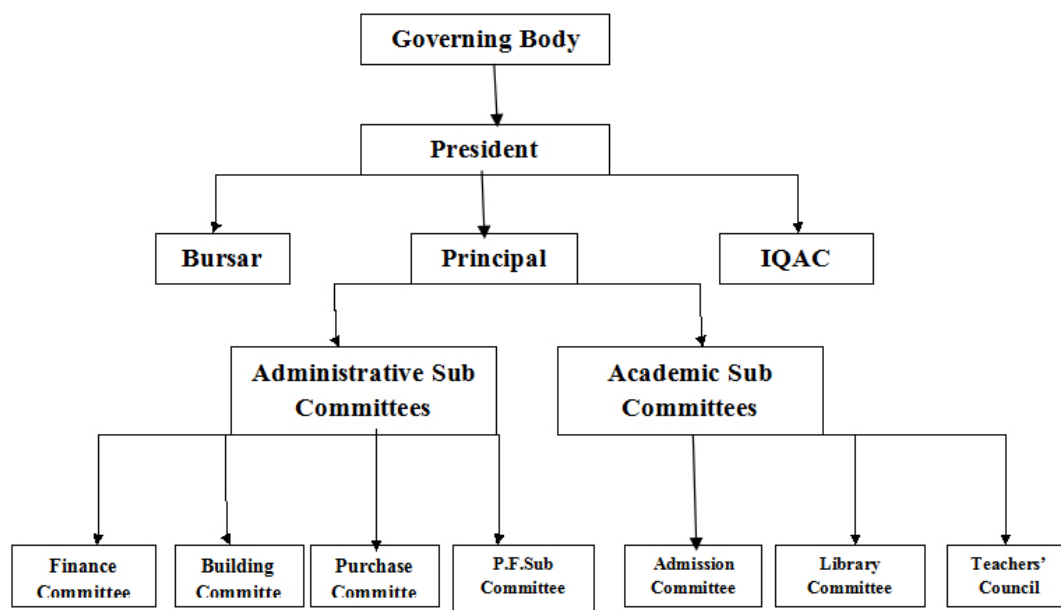 Governing Body
President
Bursar
Principal
IQAC
Administrative Sub
Committees
Academic Sub
Committees
Finance
Committee
Building
Committe
Purchase
Committe
P.F.Sub
Committee
Admission
Committee
Library
Committee
Teachers’
Council